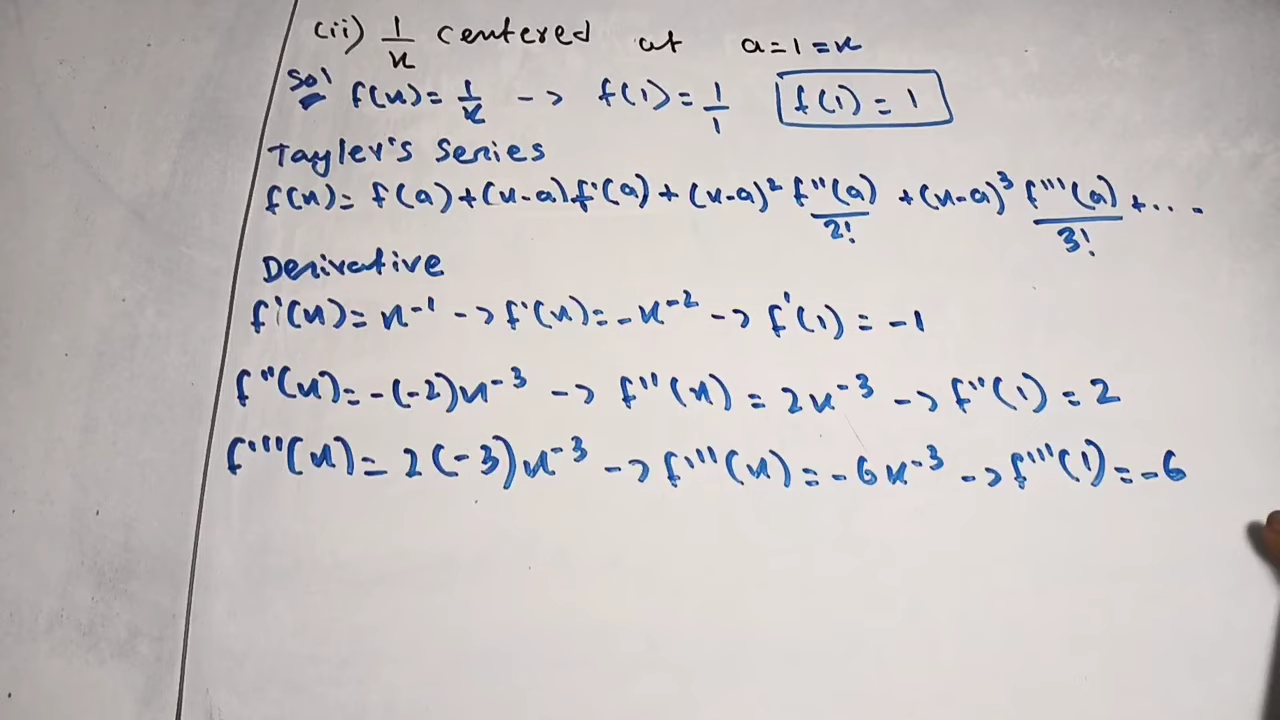 (ii) 1/x centered at a=1=x
Sol f(x)=1/x --> f(1)=1/1 f(1)=1
Tayler's Series
f(x)= f(a)+(x-a)f'(a)+(x-a)² f''(a)/2! +(x-a)³ f'''(a)/3! +....
Derivative
f'(x)= x⁻¹ --> f'(x)=-x⁻² --> f'(1)=-1
f''(x)=-(-2)x⁻³ --> f''(x)=2x⁻³ --> f''(1)=2
f'''(x)=2(-3)x⁻³ --> f'''(x)=-6x⁻³ --> f'''(1)=-6